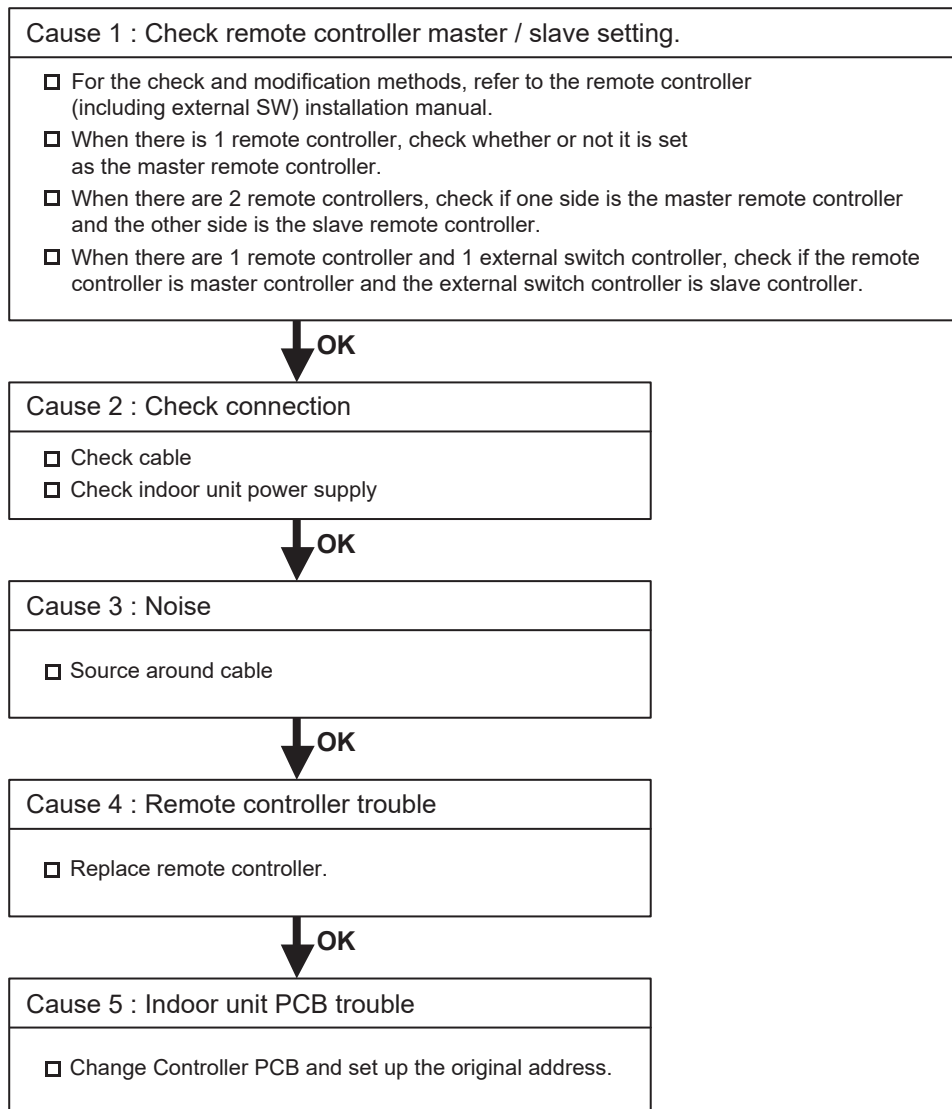 Cause 1 : Check remote controller master / slave setting.
For the check and modification methods, refer to the remote controller
(including external SW) installation manual.
When there is 1 remote controller, check whether or not it is set
as the master remote controller.
When there are 2 remote controllers, check if one side is the master remote controller
and the other side is the slave remote controller.
When there are 1 remote controller and 1 external switch controller, check if the remote
controller is master controller and the external switch controller is slave controller.
OK
Cause 2 : Check connection
Check cable
Check indoor unit power supply
OK
Cause 3 : Noise
Source around cable
OK
Cause 4 : Remote controller trouble
Replace remote controller.
OK
Cause 5 : Indoor unit PCB trouble
Change Controller PCB and set up the original address.